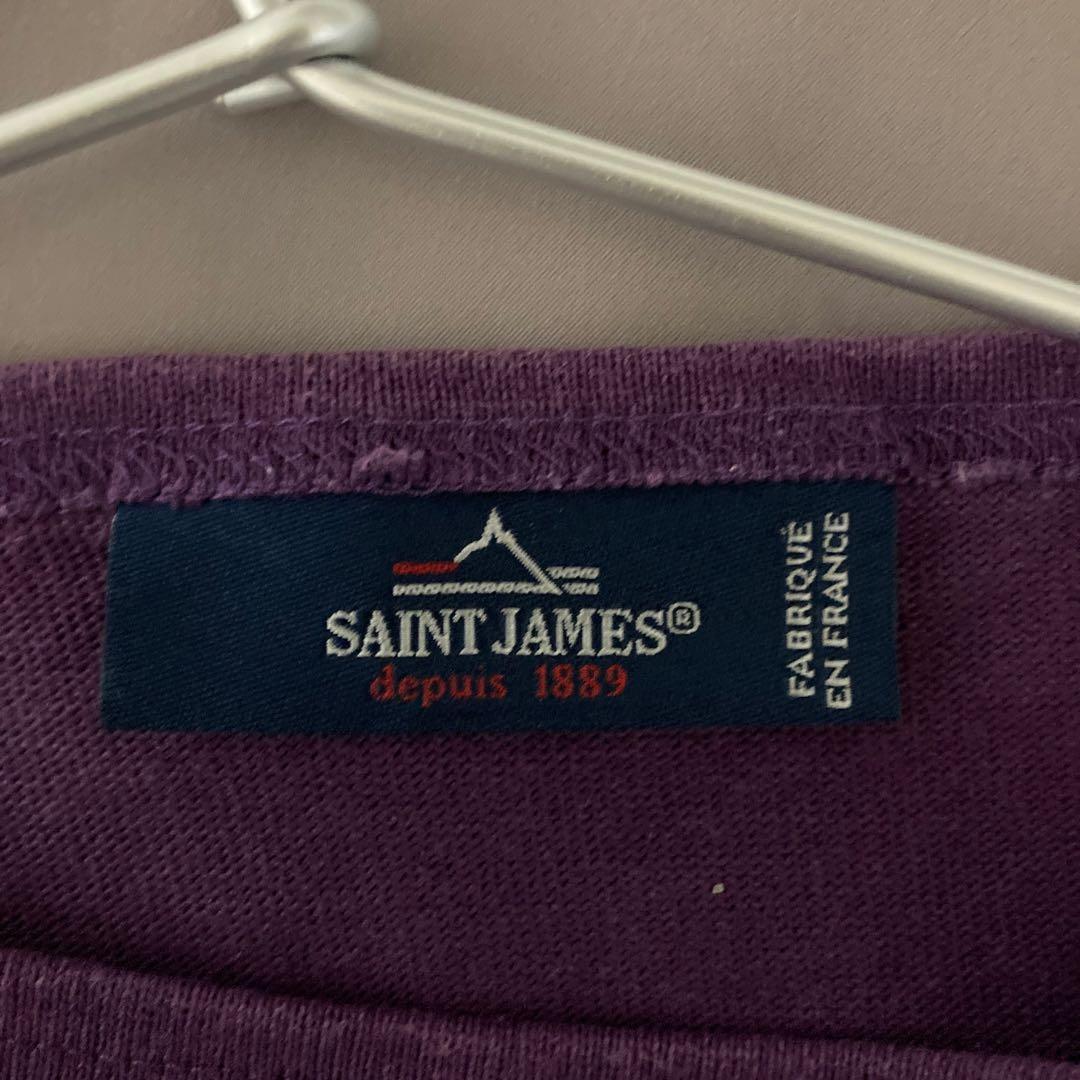 SAINT JAMES®
depuis 1889
FABRIQUÉ
EN FRANCE